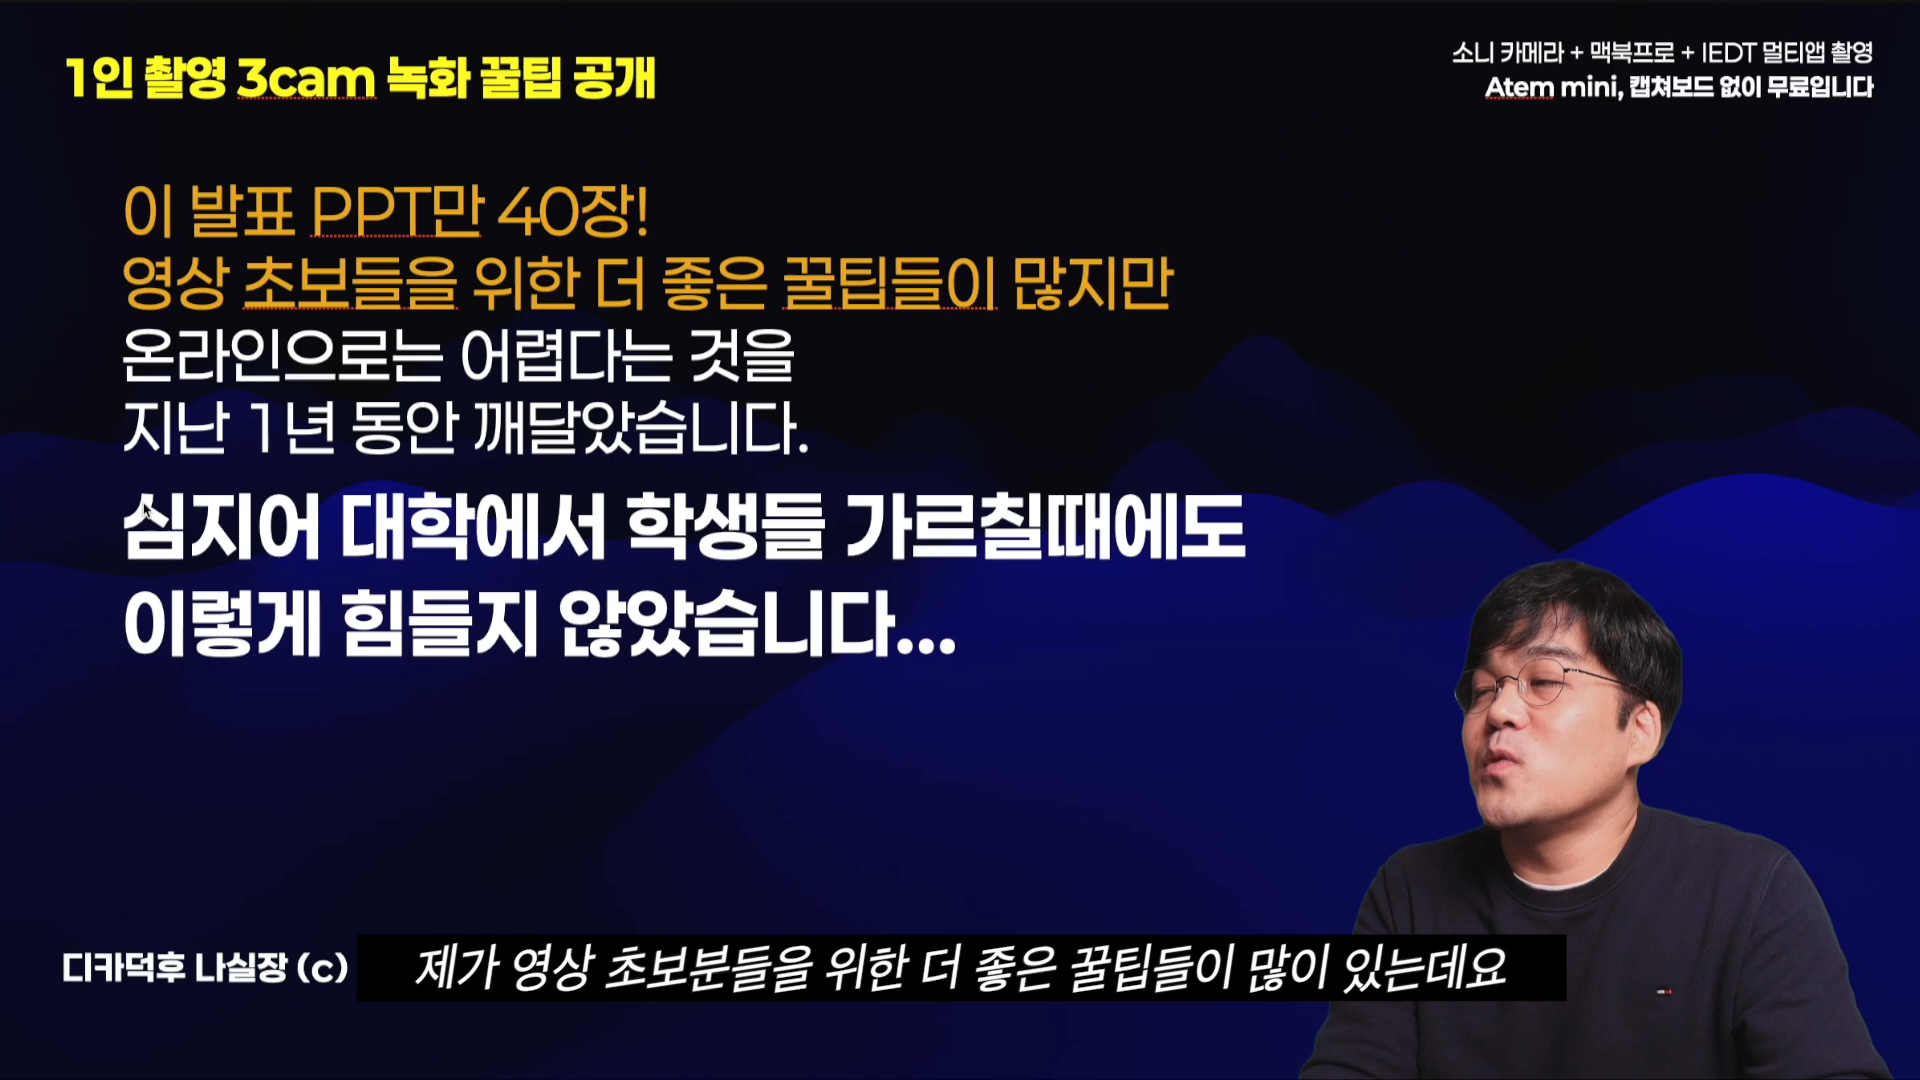 1인 촬영 3cam 녹화 꿀팁 공개
소니 카메라 + 맥북프로 + IEDT 멀티앱 촬영
Atem mini, 캡쳐보드 없이 무료입니다
이 발표 PPT만 40장!
영상 초보들을 위한 더 좋은 꿀팁들이 많지만
온라인으로는 어렵다는 것을
지난 1년 동안 깨달았습니다.
심지어 대학에서 학생들 가르칠때에도
이렇게 힘들지 않았습니다...
디카덕후 나실장 (c)
제가 영상 초보분들을 위한 더 좋은 꿀팁들이 많이 있는데요